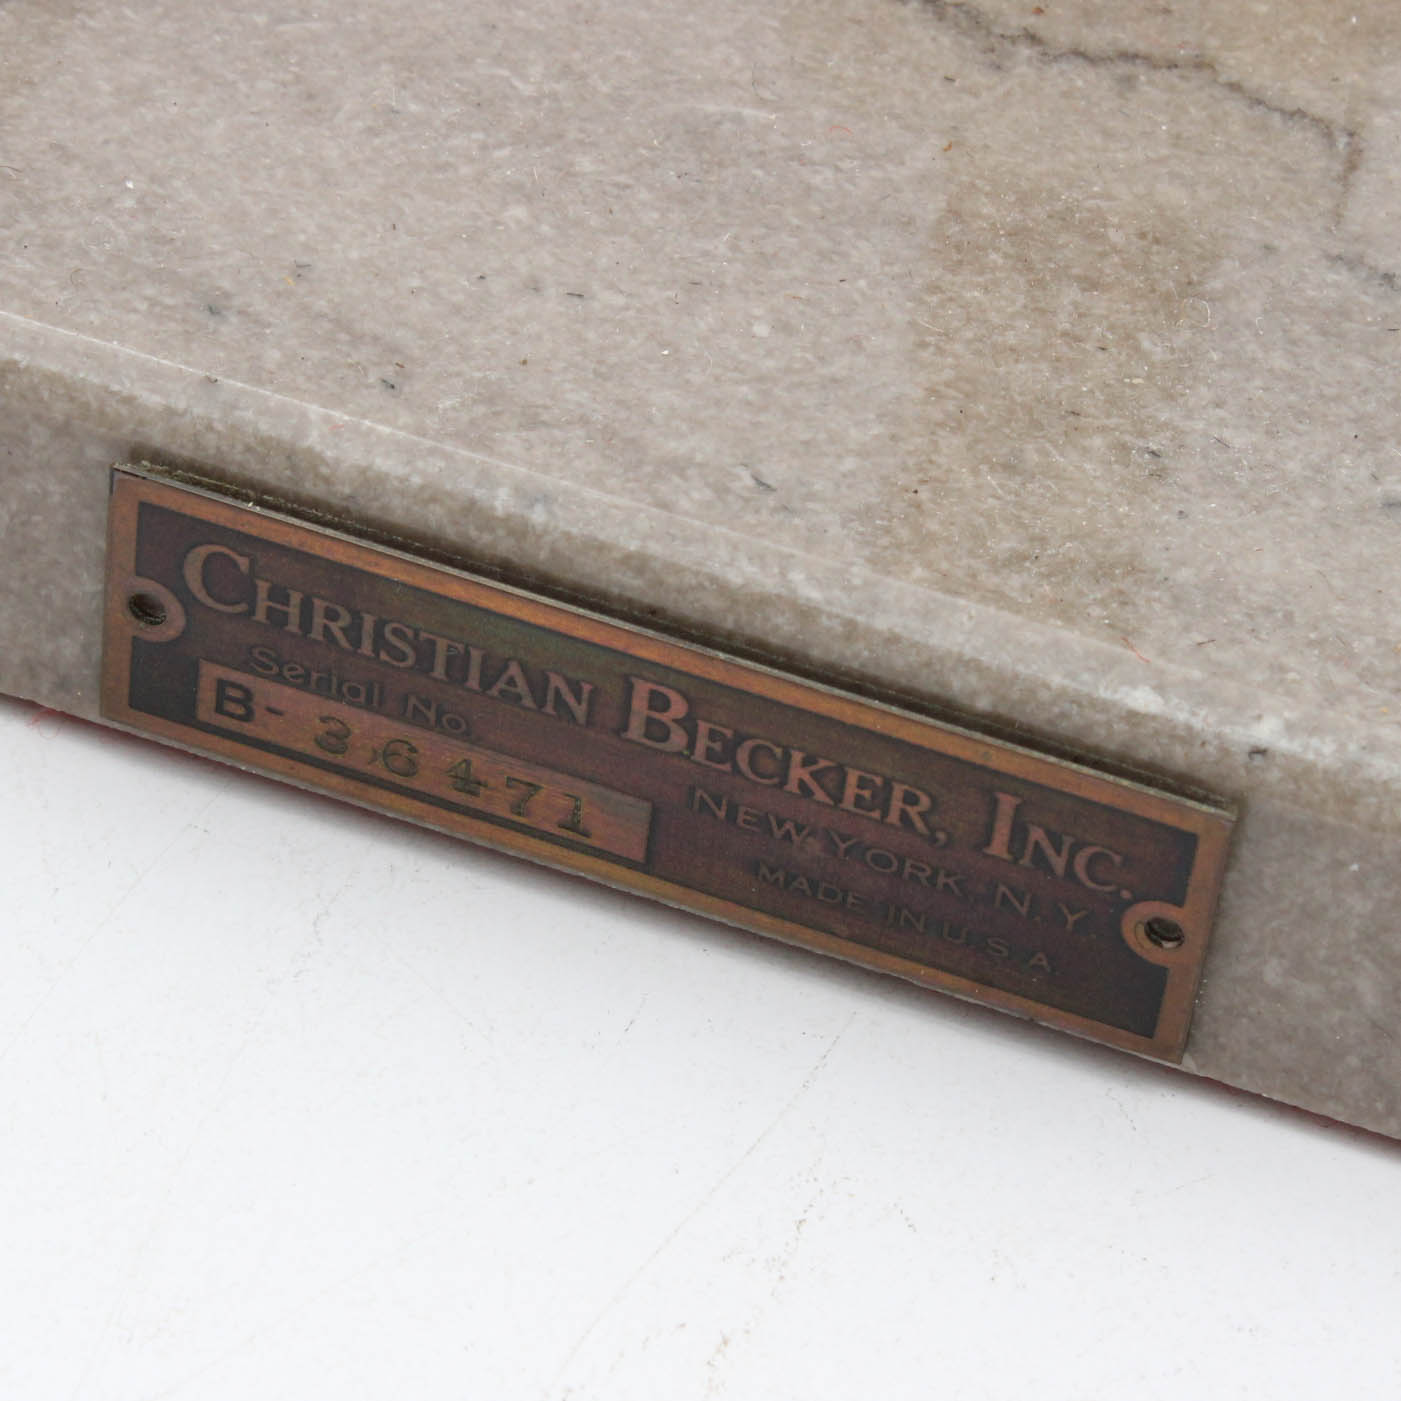 CHRISTIAN BECKER, INC.
Serial No.
B- 36471
NEW YORK, N. Y.
MADE IN U. S. A.